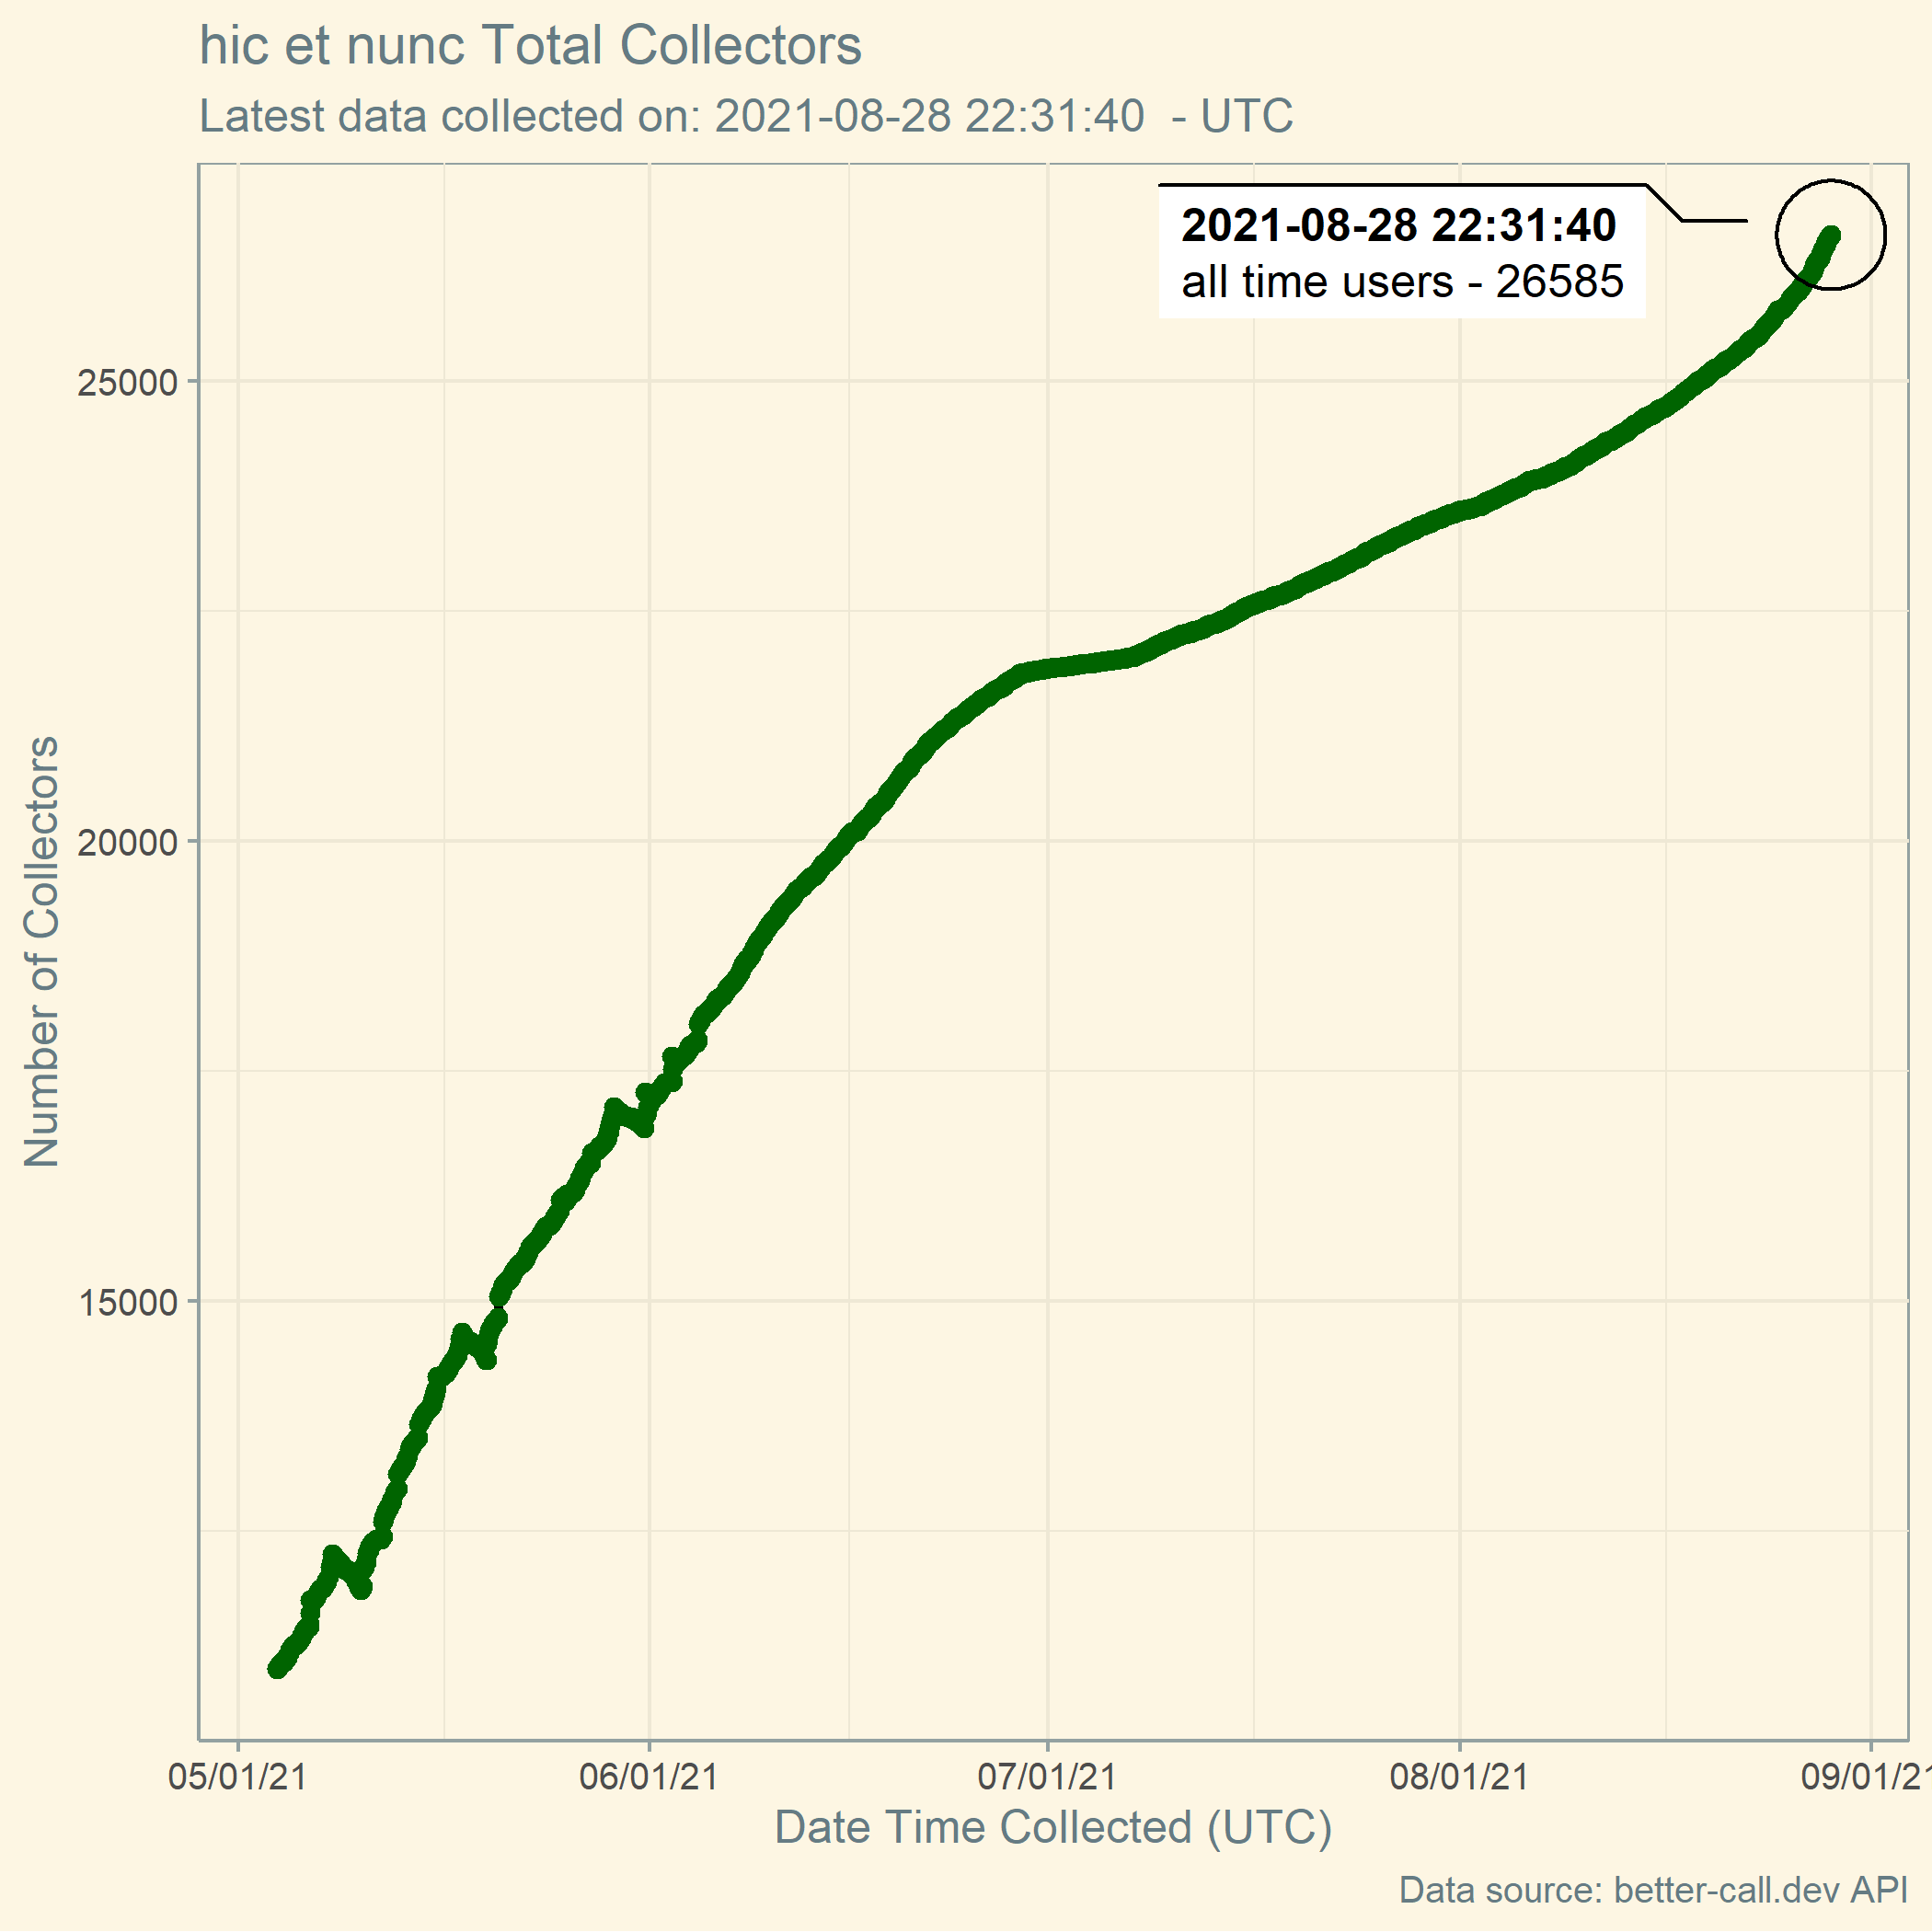 hic et nunc Total Collectors
Latest data collected on: 2021-08-28 22:31:40  - UTC
2021-08-28 22:31:40
all time users - 26585
Number of Collectors
25000
20000
15000
05/01/21
06/01/21
07/01/21
08/01/21
09/01/21
Date Time Collected (UTC)
Data source: better-call.dev API